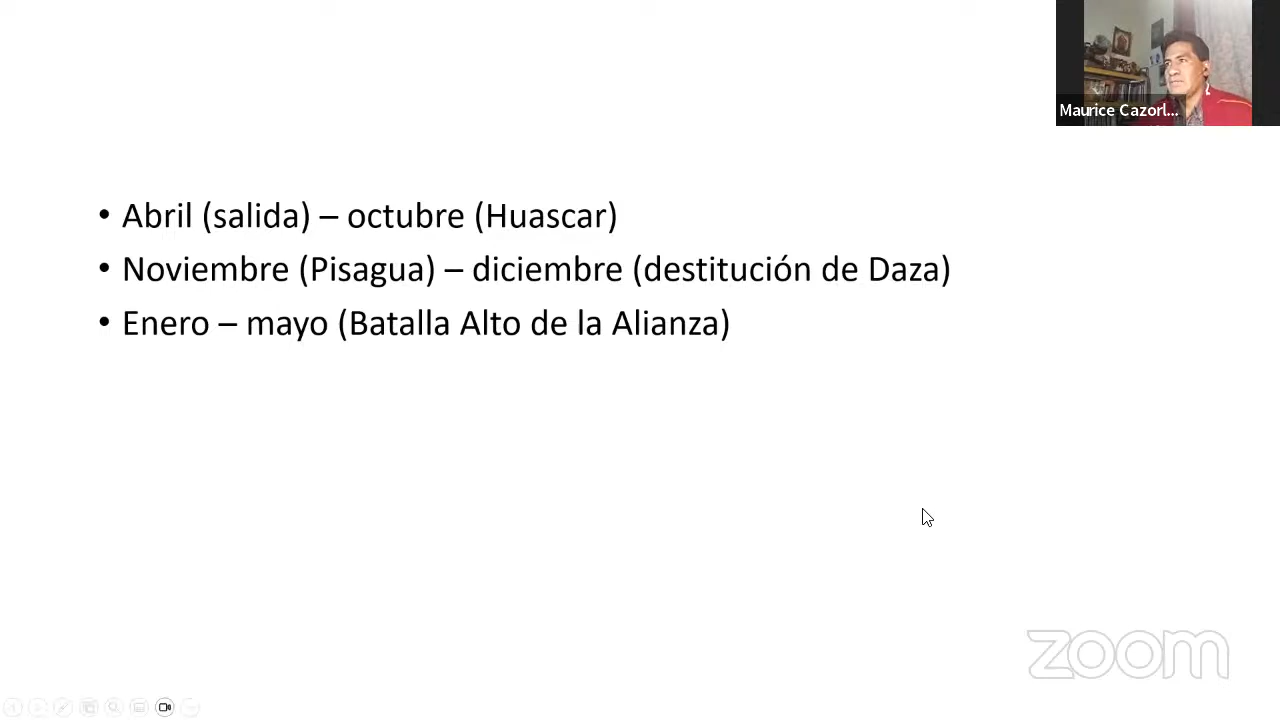 Maurice Cazorl...
• Abril (salida) – octubre (Huascar)
• Noviembre (Pisagua) – diciembre (destitución de Daza)
• Enero – mayo (Batalla Alto de la Alianza)
zoom